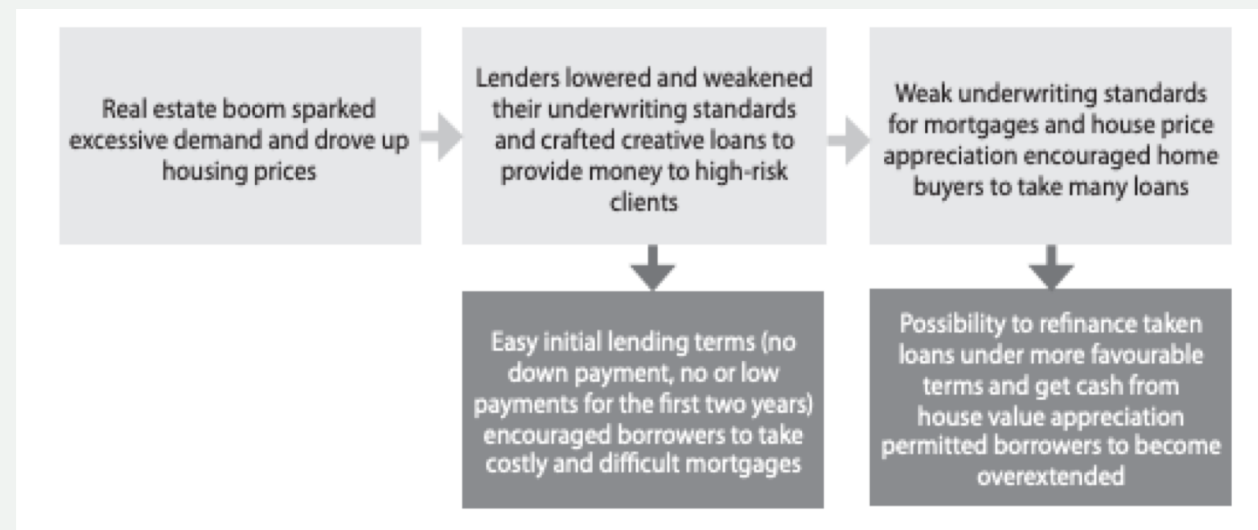 Real estate boom sparked
excessive demand and drove up
housing prices
Lenders lowered and weakened
their underwriting standards
and crafted creative loans to
provide money to high-risk
clients
Weak underwriting standards
for mortgages and house price
appreciation encouraged home
buyers to take many loans
Easy initial lending terms (no
down payment, no or low
payments for the first two years)
encouraged borrowers to take
costly and difficult mortgages
Possibility to refinance taken
loans under more favourable
terms and get cash from
house value appreciation
permitted borrowers to become
overextended